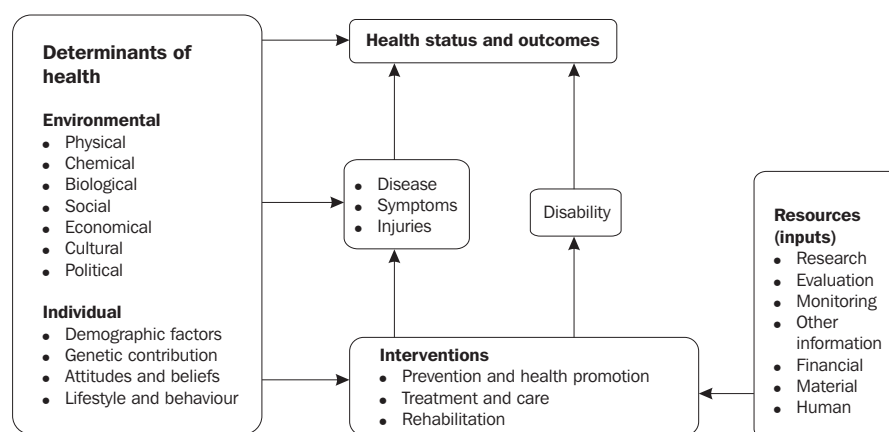 Determinants of
health
Environmental
• Physical
• Chemical
• Biological
• Social
• Economical
• Cultural
• Political
Individual
• Demographic factors
• Genetic contribution
• Attitudes and beliefs
• Lifestyle and behaviour
Health status and outcomes
• Disease
• Symptoms
• Injuries
Disability
Interventions
• Prevention and health promotion
• Treatment and care
• Rehabilitation
Resources
(inputs)
• Research
• Evaluation
• Monitoring
• Other
information
• Financial
• Material
• Human